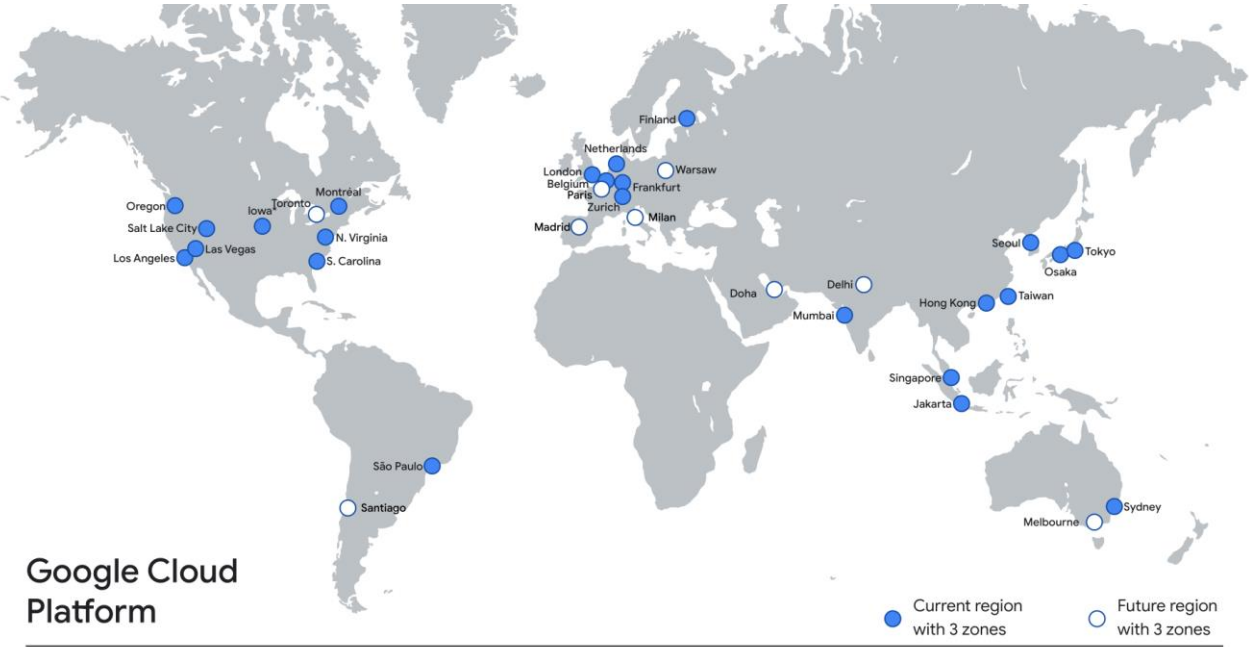 Finland
Netherlands
London
Warsaw
Belgium
Frankfurt
Paris
Zurich
Montréal
Toronto
Oregon
Iowa*
Milan
Madrid
Salt Lake City
N. Virginia
Las Vegas
Seoul
Tokyo
Los Angeles
S. Carolina
Osaka
Delhi
Doha
Taiwan
Hong Kong
Mumbai
Singapore
Jakarta
São Paulo
Santiago
Sydney
Melbourne
Google Cloud
Platform
Current region
with 3 zones
Future region
with 3 zones